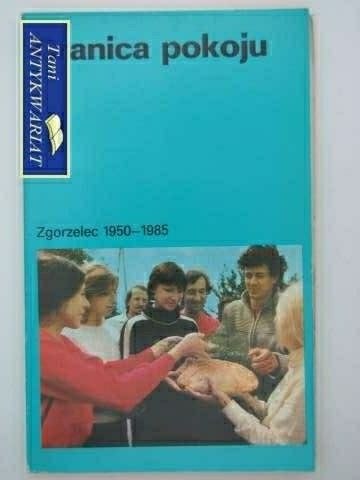 anica pokoju
Tani
ANTYKWARIAT
Zgorzelec 1950–1985